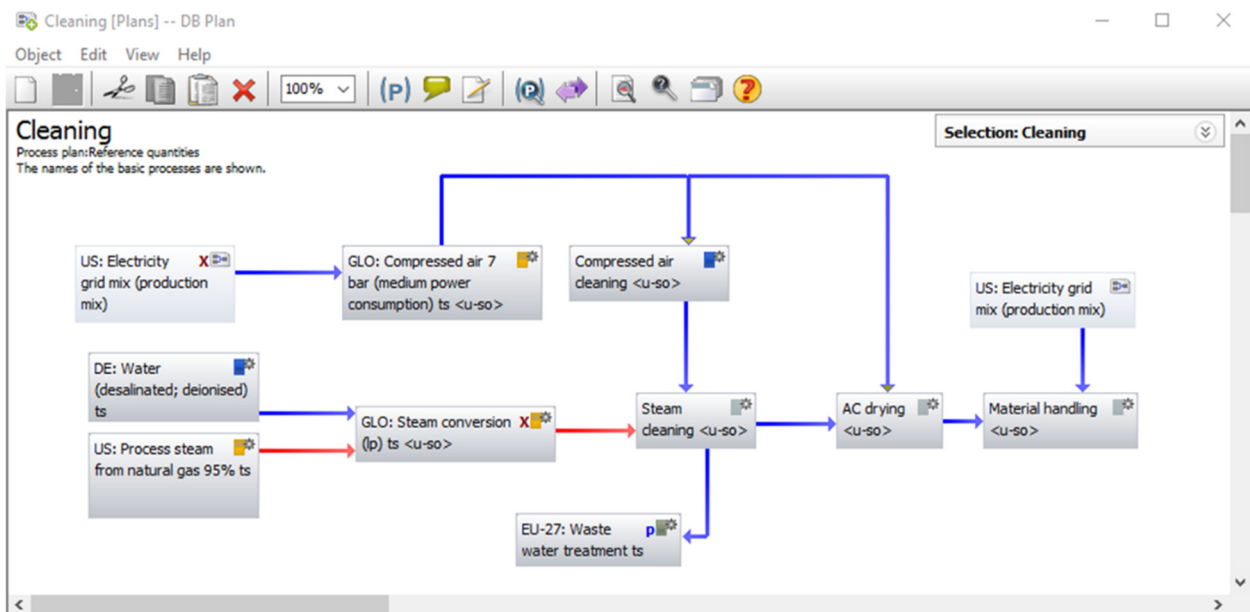 Cleaning [Plans] -- DB Plan
Object Edit View Help
100% (P) P ?
Cleaning
Process plan:Reference quantities
The names of the basic processes are shown.
Selection: Cleaning
US: Electricity X
grid mix (production
mix)
GLO: Compressed air 7
bar (medium power
consumption) ts <u-so>
Compressed air
cleaning <u-so>
US: Electricity grid
mix (production mix)
DE: Water
(desalinated; deionised)
ts
US: Process steam
from natural gas 95% ts
GLO: Steam conversion X
(lp) ts <u-so>
Steam
cleaning <u-so>
AC drying
<u-so>
Material handling
<u-so>
EU-27: Waste p
water treatment ts